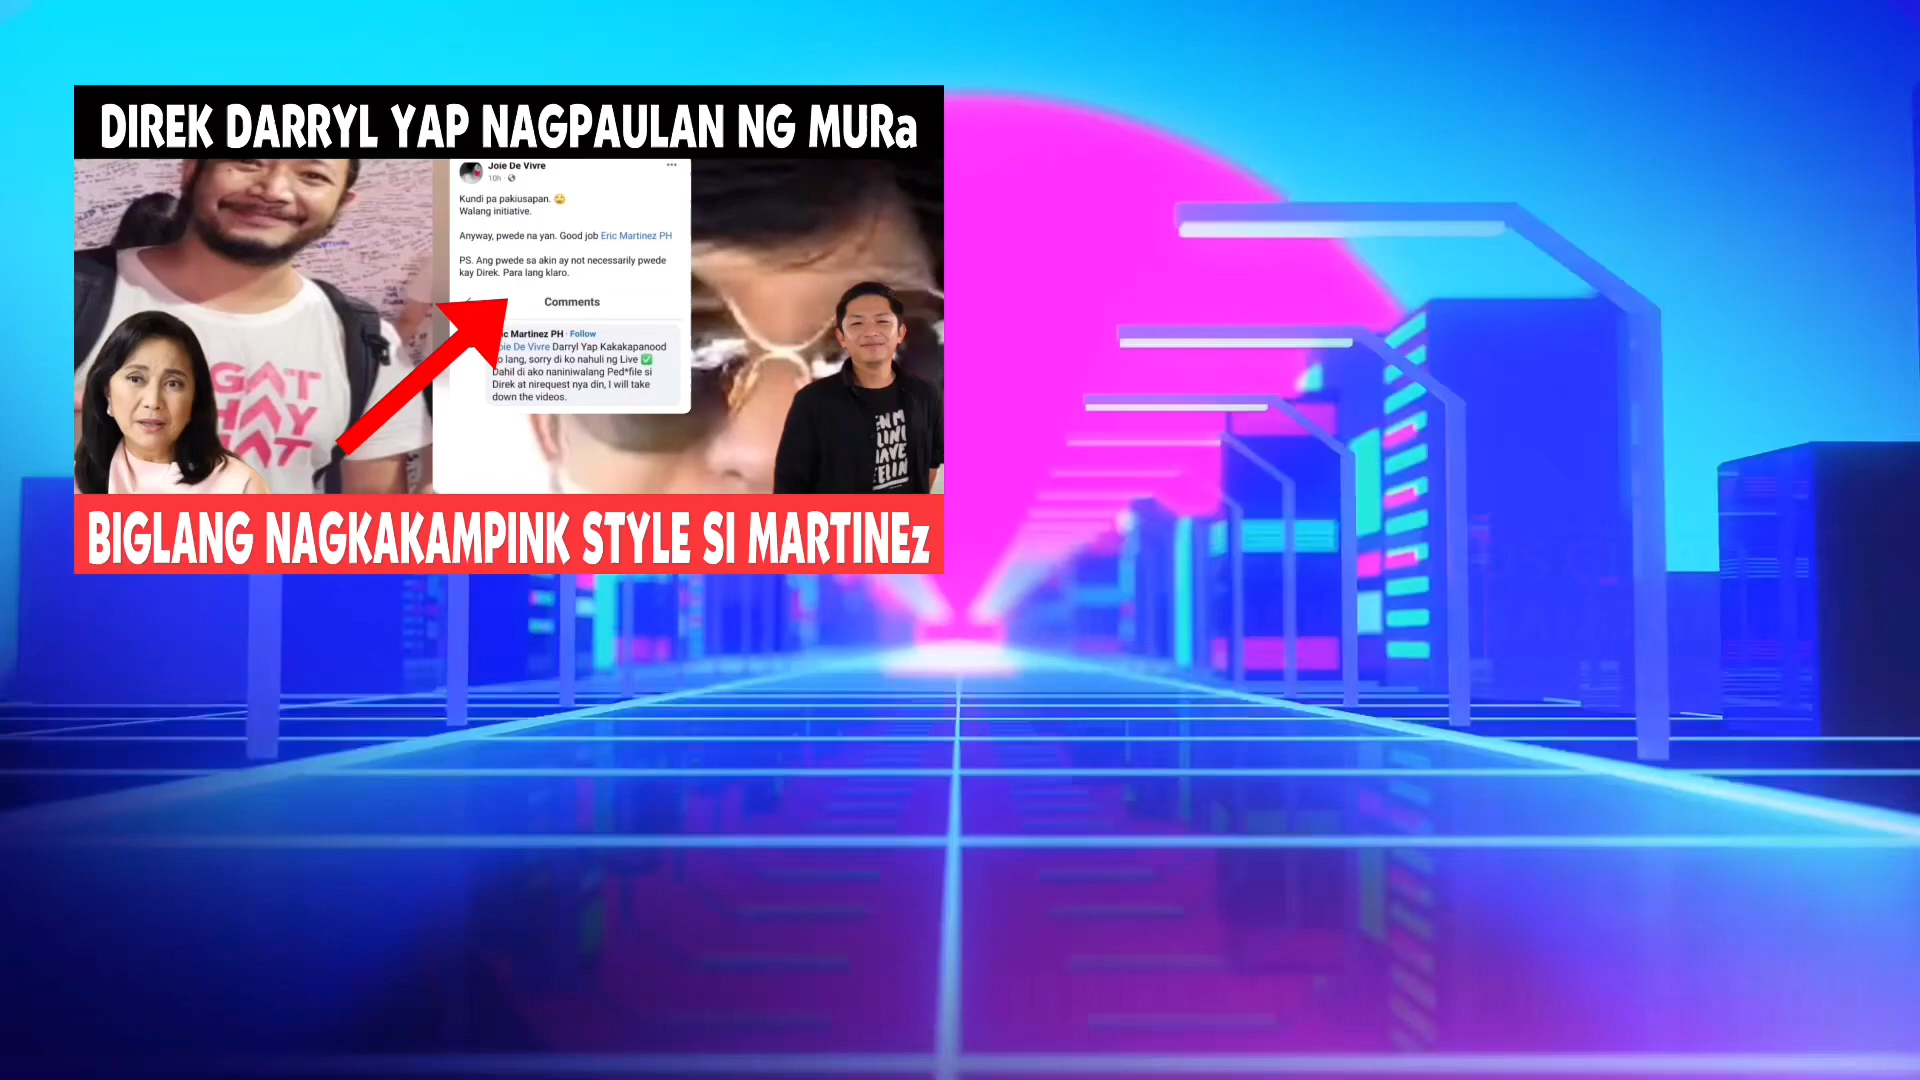 DIREK DARRYL YAP NAGPAULAN NG MURa
Joie De Vivre
10h
Kundi pa pakiusapan. 🙄
Walang initiative.
Anyway, pwede na yan. Good job Eric Martinez PH
PS. Ang pwede sa akin ay not necessarily pwede
kay Direk. Para lang klaro.
Comments
Martinez PH · Follow
De Vivre Darryl Yap Kakakapanood
lang, sorry di ko nahuli ng Live ✅
Dahil di ako naniniwalang Ped*file si
Direk at nirequest nya din, I will take
down the videos.
BIGLANG NAGKAKAMPINK STYLE SI MARTINEz